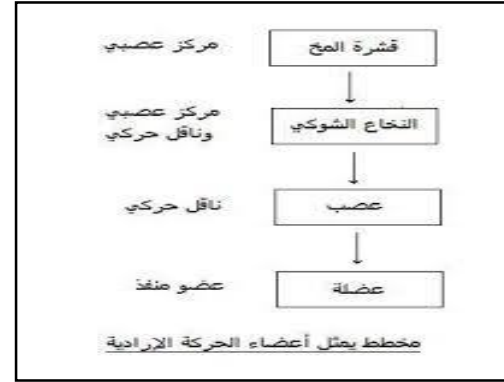 قشرة المخ
مركز عصبي
النخاع الشوكي
مركز عصبي
وناقل حركي
عصب
ناقل حركي
عضلة
عضو منفذ
مخطط يمثل أعضاء الحركة الإرادية